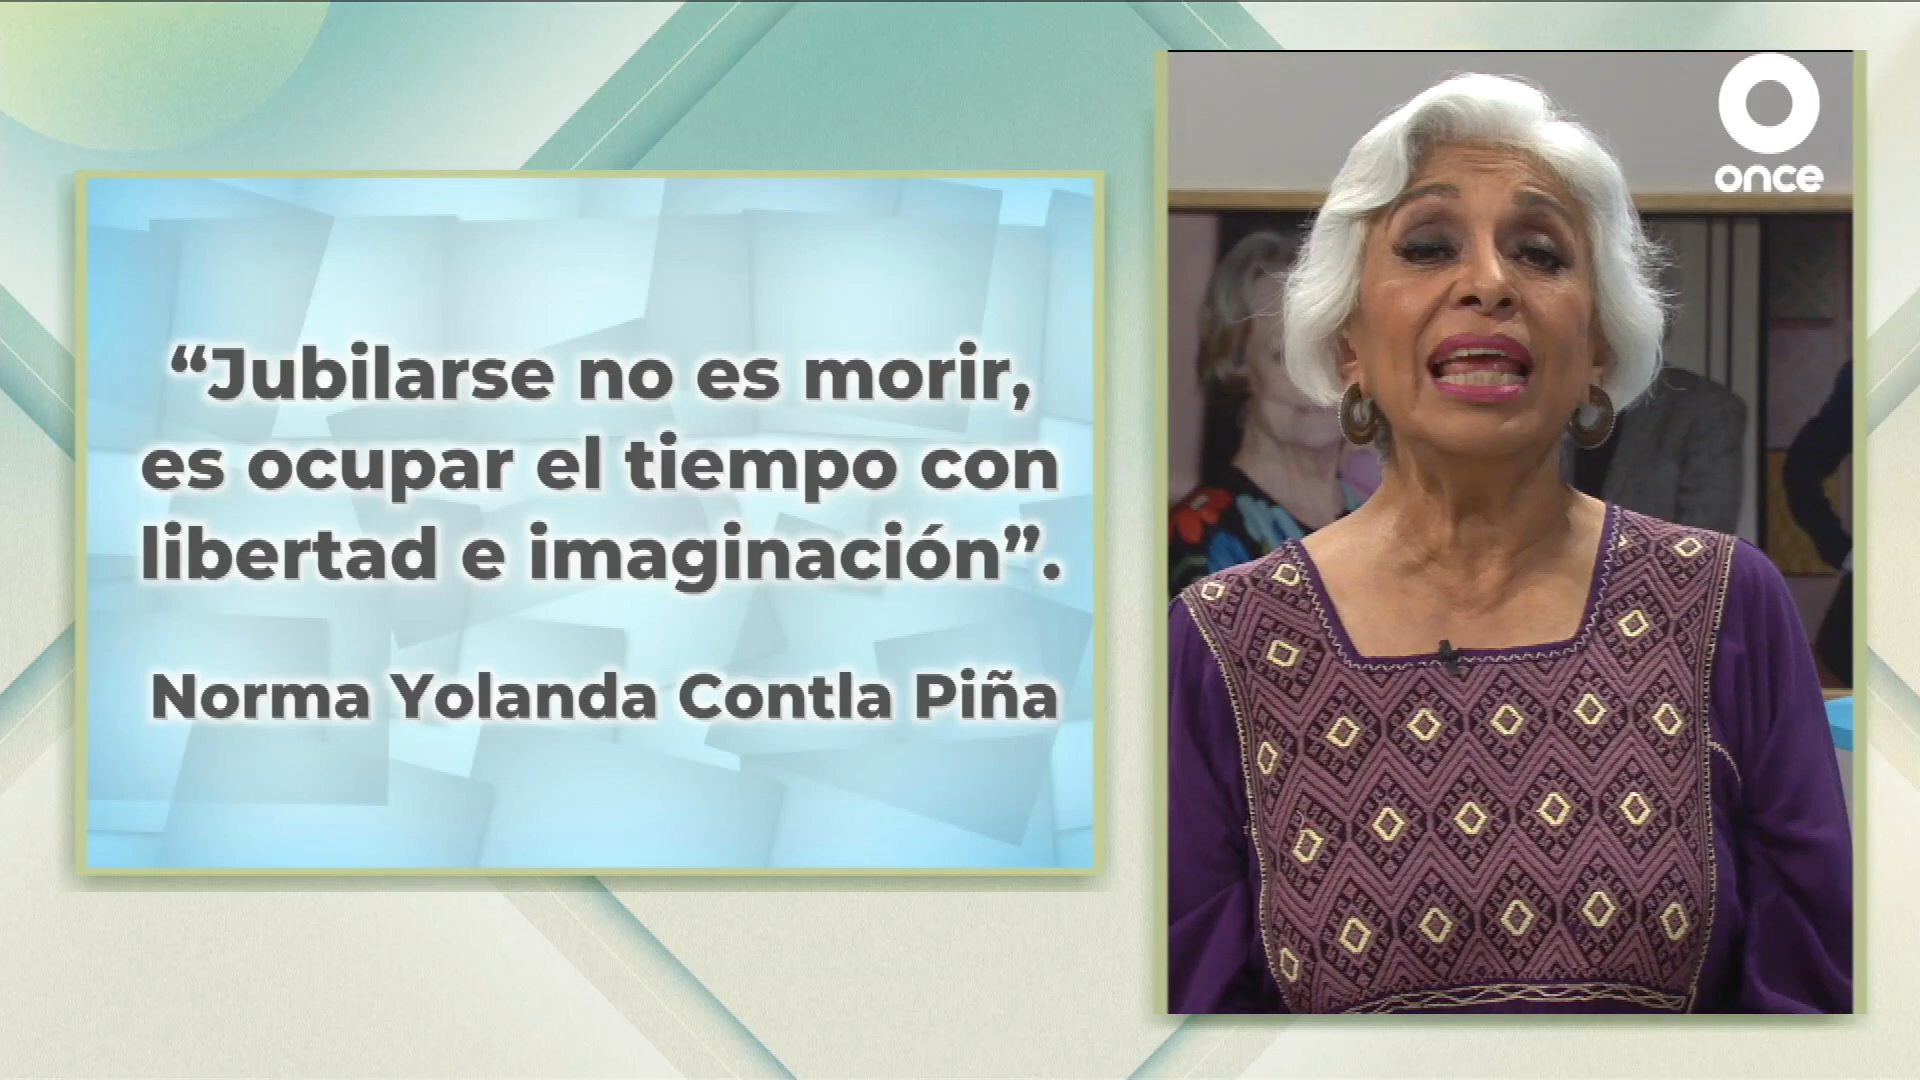 “Jubilarse no es morir,
es ocupar el tiempo con
libertad e imaginación”.
Norma Yolanda Contla Piña
once